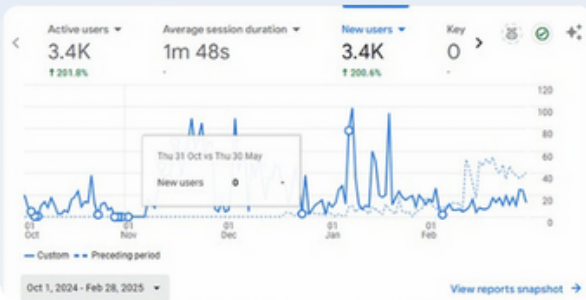 Active users Average session duration New users Key
3.4K 1m 48s 3.4K 0
↑ 201.8% - ↑ 200.6% -
120
100
80
60
40
20
0
Thu 31 Oct vs Thu 30 May
New users 0 -
01 01 01 01 01
Oct Nov Dec Jan Feb
Custom Preceding period
Oct 1, 2024 - Feb 28, 2025
View reports snapshot →